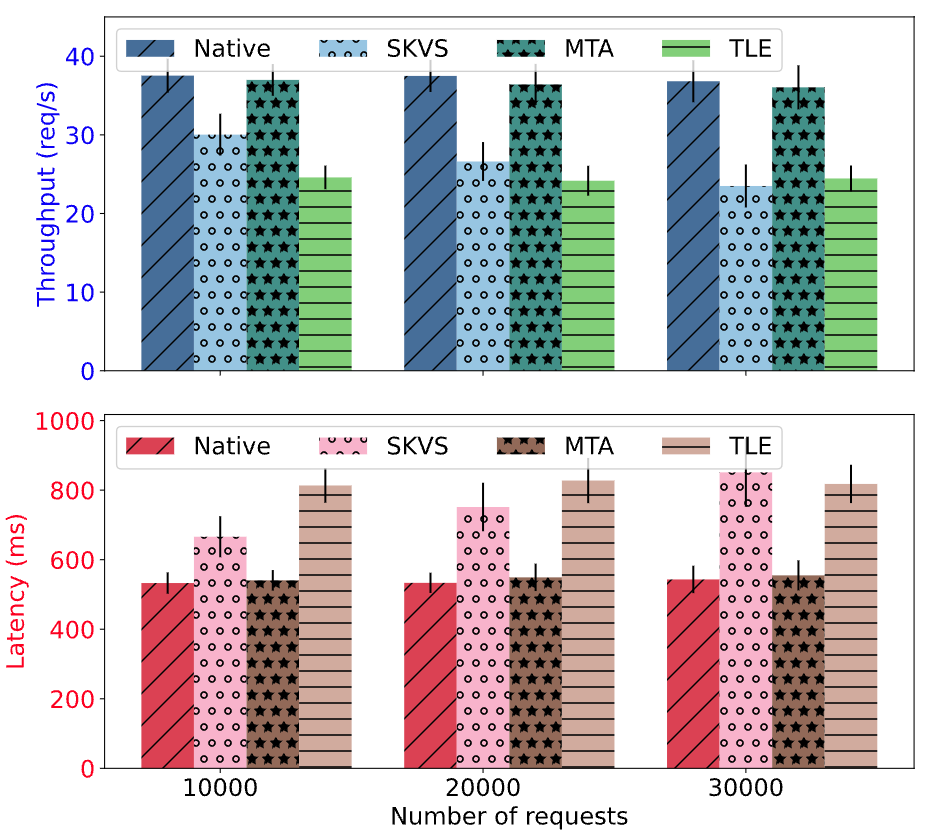 Native SKVS MTA TLE
40
30
20
10
0
Throughput (req/s)
Native SKVS MTA TLE
1000
800
600
400
200
0
Latency (ms)
10000 20000 30000
Number of requests